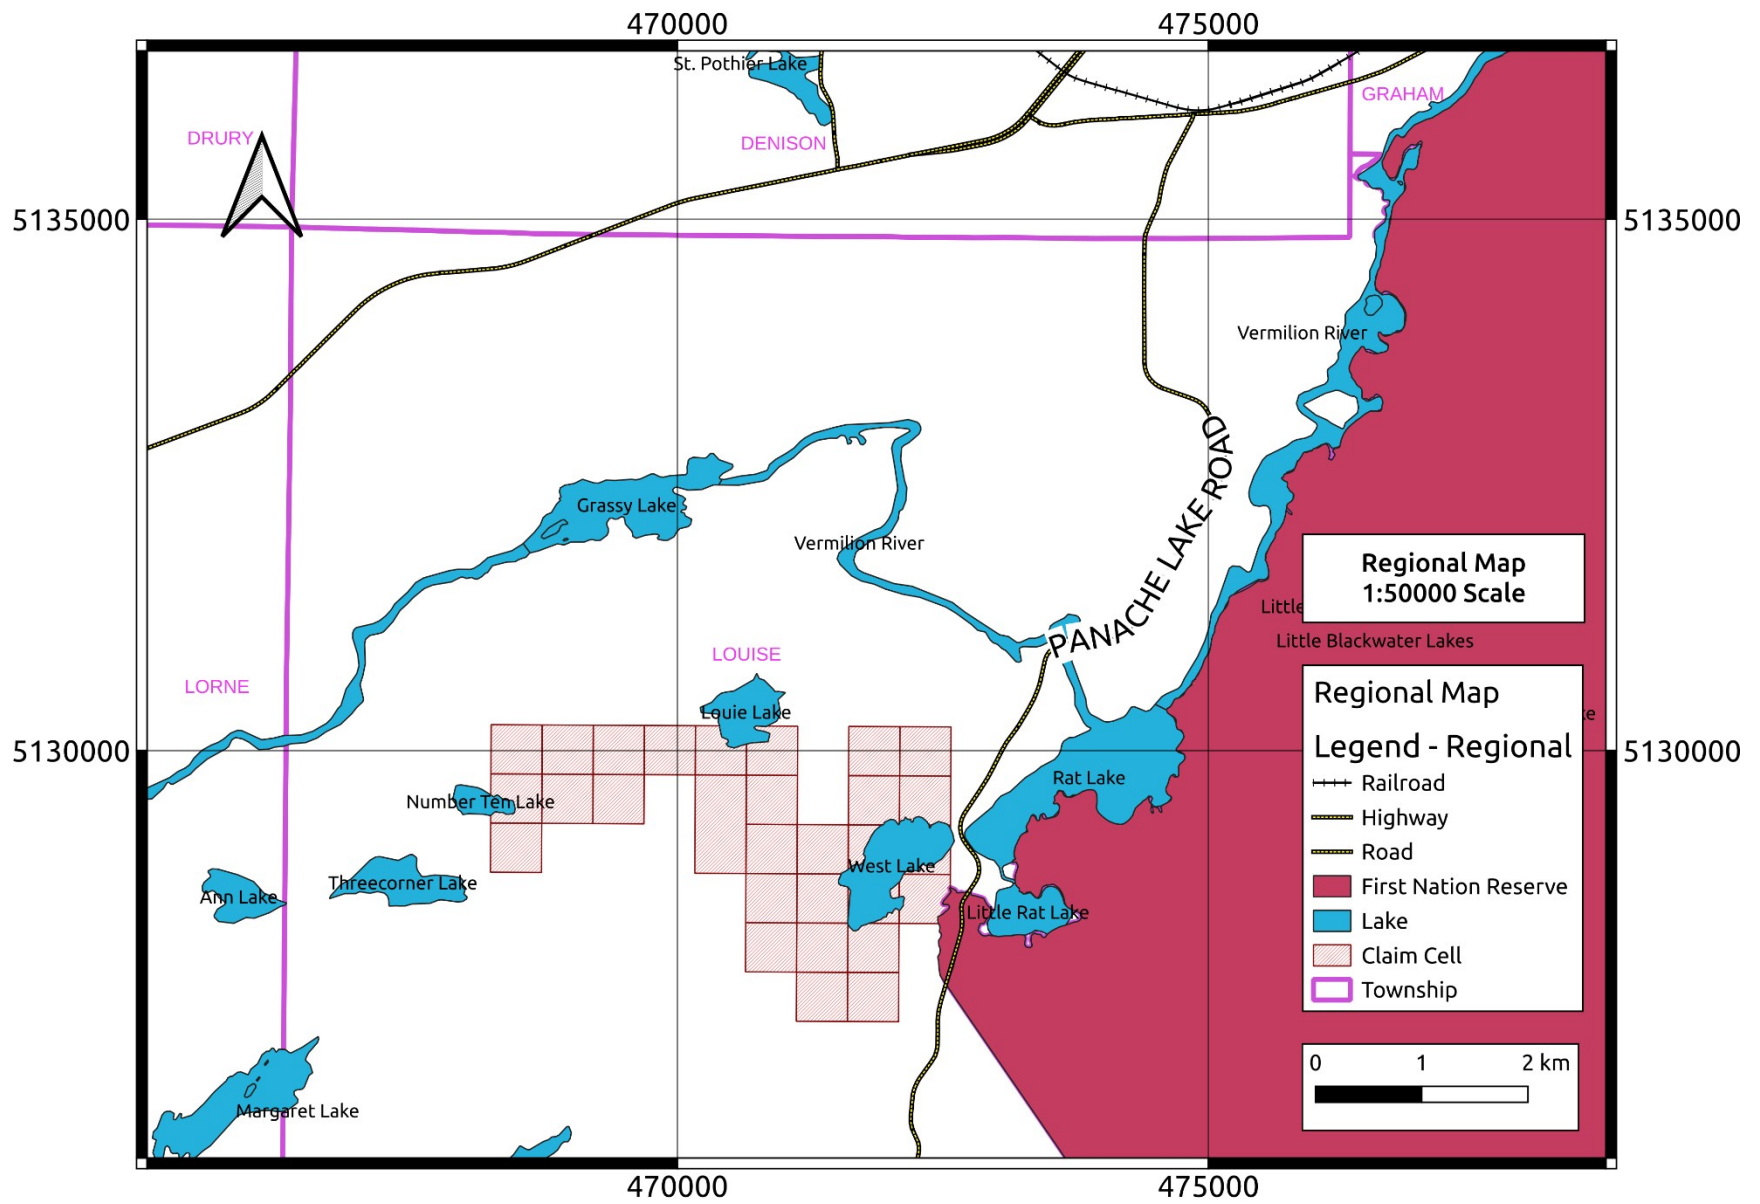 470000
475000
St. Pothier Lake
GRAHAM
DRURY
DENISON
5135000
5135000
Vermilion River
PANACHE LAKE ROAD
Grassy Lake
Vermilion River
Regional Map
1:50000 Scale
Little
Little Blackwater Lakes
LOUISE
LORNE
Louie Lake
ke
5130000
5130000
Rat Lake
Number Ten Lake
West Lake
Threecorner Lake
Ann Lake
Little Rat Lake
Margaret Lake
Regional Map
Legend - Regional
Railroad
Highway
Road
First Nation Reserve
Lake
Claim Cell
Township
0 1 2 km
470000
475000